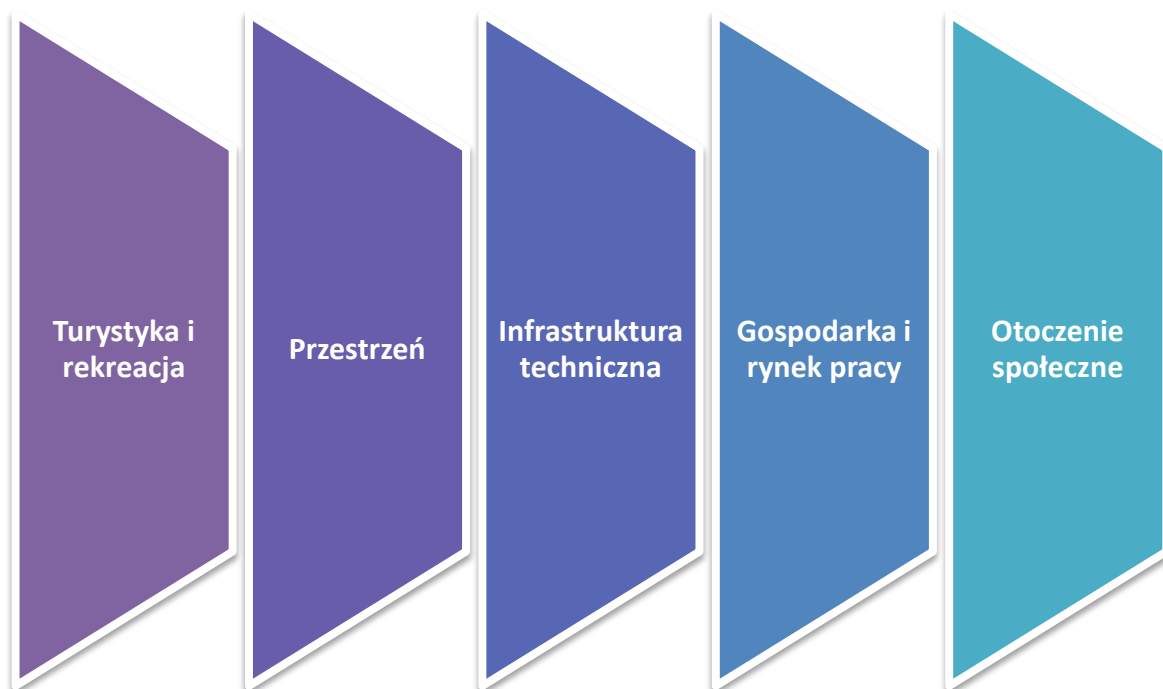 Turystyka i
rekreacja
Przestrzeń
Infrastruktura
techniczna
Gospodarka i
rynek pracy
Otoczenie
społeczne